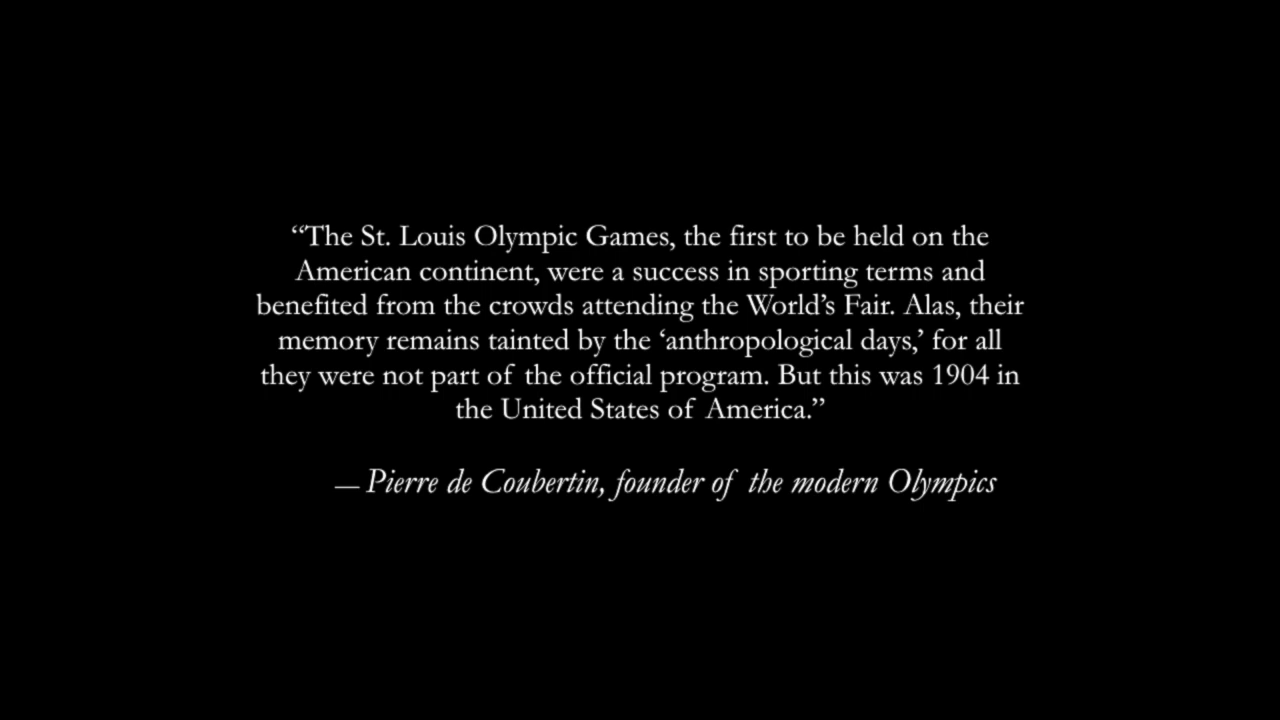 “The St. Louis Olympic Games, the first to be held on the
American continent, were a success in sporting terms and
benefited from the crowds attending the World’s Fair. Alas, their
memory remains tainted by the ‘anthropological days,’ for all
they were not part of the official program. But this was 1904 in
the United States of America.”
— Pierre de Coubertin, founder of the modern Olympics